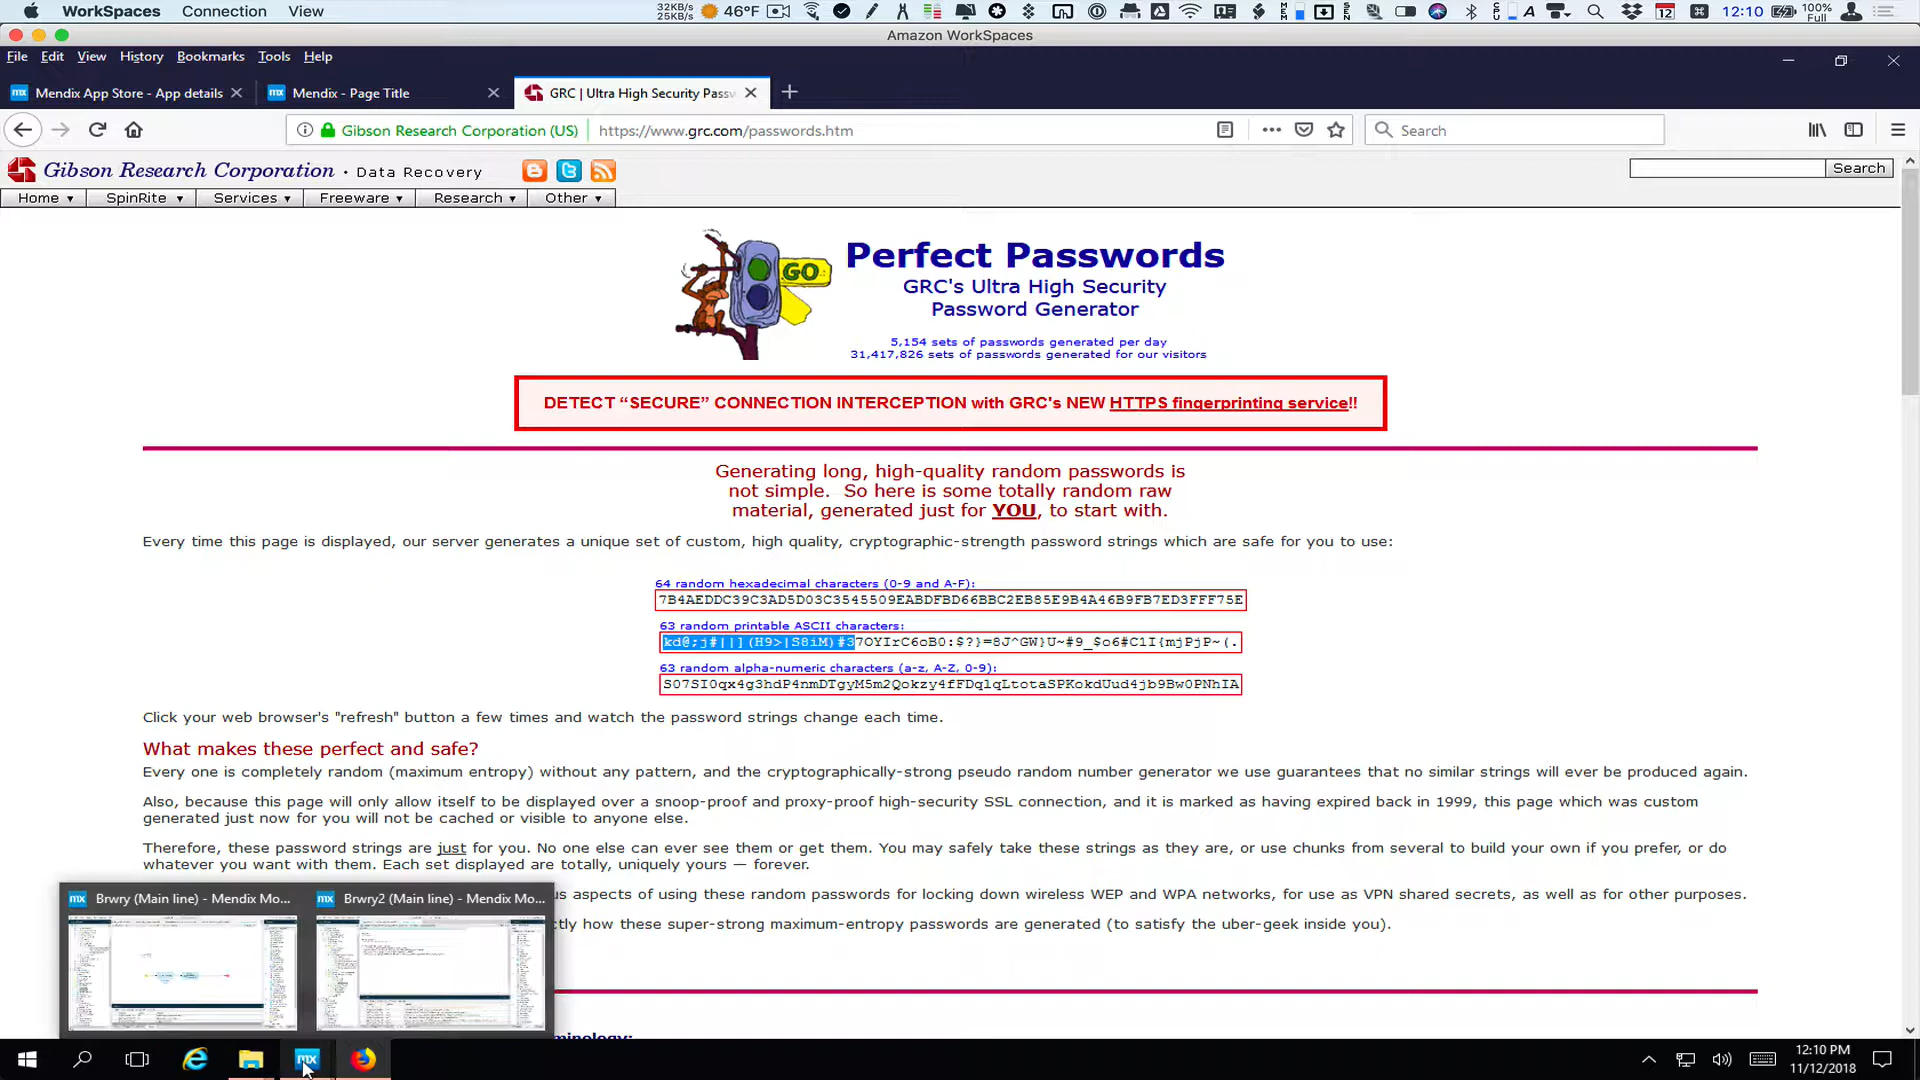 WorkSpaces Connection View
32KB/s
25KB/s
46°F
12
12:10
100%
Full
Amazon WorkSpaces
File Edit View History Bookmarks Tools Help
Mendix App Store - App details
Mendix - Page Title
GRC | Ultra High Security Passw
Gibson Research Corporation (US) https://www.grc.com/passwords.htm
Search
Gibson Research Corporation · Data Recovery
Search
Home SpinRite Services Freeware Research Other
GO
Perfect Passwords
GRC's Ultra High Security
Password Generator
5,154 sets of passwords generated per day
31,417,826 sets of passwords generated for our visitors
DETECT “SECURE” CONNECTION INTERCEPTION with GRC's NEW HTTPS fingerprinting service!!
Generating long, high-quality random passwords is
not simple. So here is some totally random raw
material, generated just for YOU, to start with.
Every time this page is displayed, our server generates a unique set of custom, high quality, cryptographic-strength password strings which are safe for you to use:
64 random hexadecimal characters (0-9 and A-F):
7B4AEDDC39C3AD5D03C3545509EABDFBD66BBC2EB85E9B4A46B9FB7ED3FFF75E
63 random printable ASCII characters:
kd@;j#||](H9>|S8iM)#37OYIrC6oB0:$?}=8J^GW}U~#9_$o6#C1I{mjPjP~(.
63 random alpha-numeric characters (a-z, A-Z, 0-9):
S07SI0qx4g3hdP4nmDTgyM5m2Qokzy4fFDqlqLtotaSPKokdUud4jb9Bw0PNhIA
Click your web browser's "refresh" button a few times and watch the password strings change each time.
What makes these perfect and safe?
Every one is completely random (maximum entropy) without any pattern, and the cryptographically-strong pseudo random number generator we use guarantees that no similar strings will ever be produced again.
Also, because this page will only allow itself to be displayed over a snoop-proof and proxy-proof high-security SSL connection, and it is marked as having expired back in 1999, this page which was custom
generated just now for you will not be cached or visible to anyone else.
Therefore, these password strings are just for you. No one else can ever see them or get them. You may safely take these strings as they are, or use chunks from several to build your own if you prefer, or do
whatever you want with them. Each set displayed are totally, uniquely yours — forever.
us aspects of using these random passwords for locking down wireless WEP and WPA networks, for use as VPN shared secrets, as well as for other purposes.
ctly how these super-strong maximum-entropy passwords are generated (to satisfy the uber-geek inside you).
Brwry (Main line) - Mendix Mo...
Brwry2 (Main line) - Mendix Mo...
minology:
12:10 PM
11/12/2018